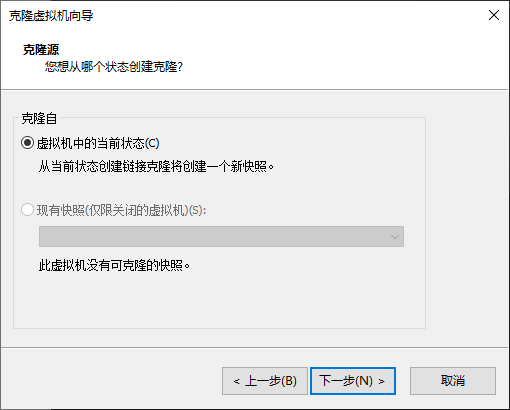 克隆虚拟机向导
克隆源
您想从哪个状态创建克隆?
克隆自
虚拟机中的当前状态(C)
从当前状态创建链接克隆将创建一个新快照。
现有快照(仅限关闭的虚拟机)(S):
此虚拟机没有可克隆的快照。
< 上一步(B) 下一步(N) > 取消